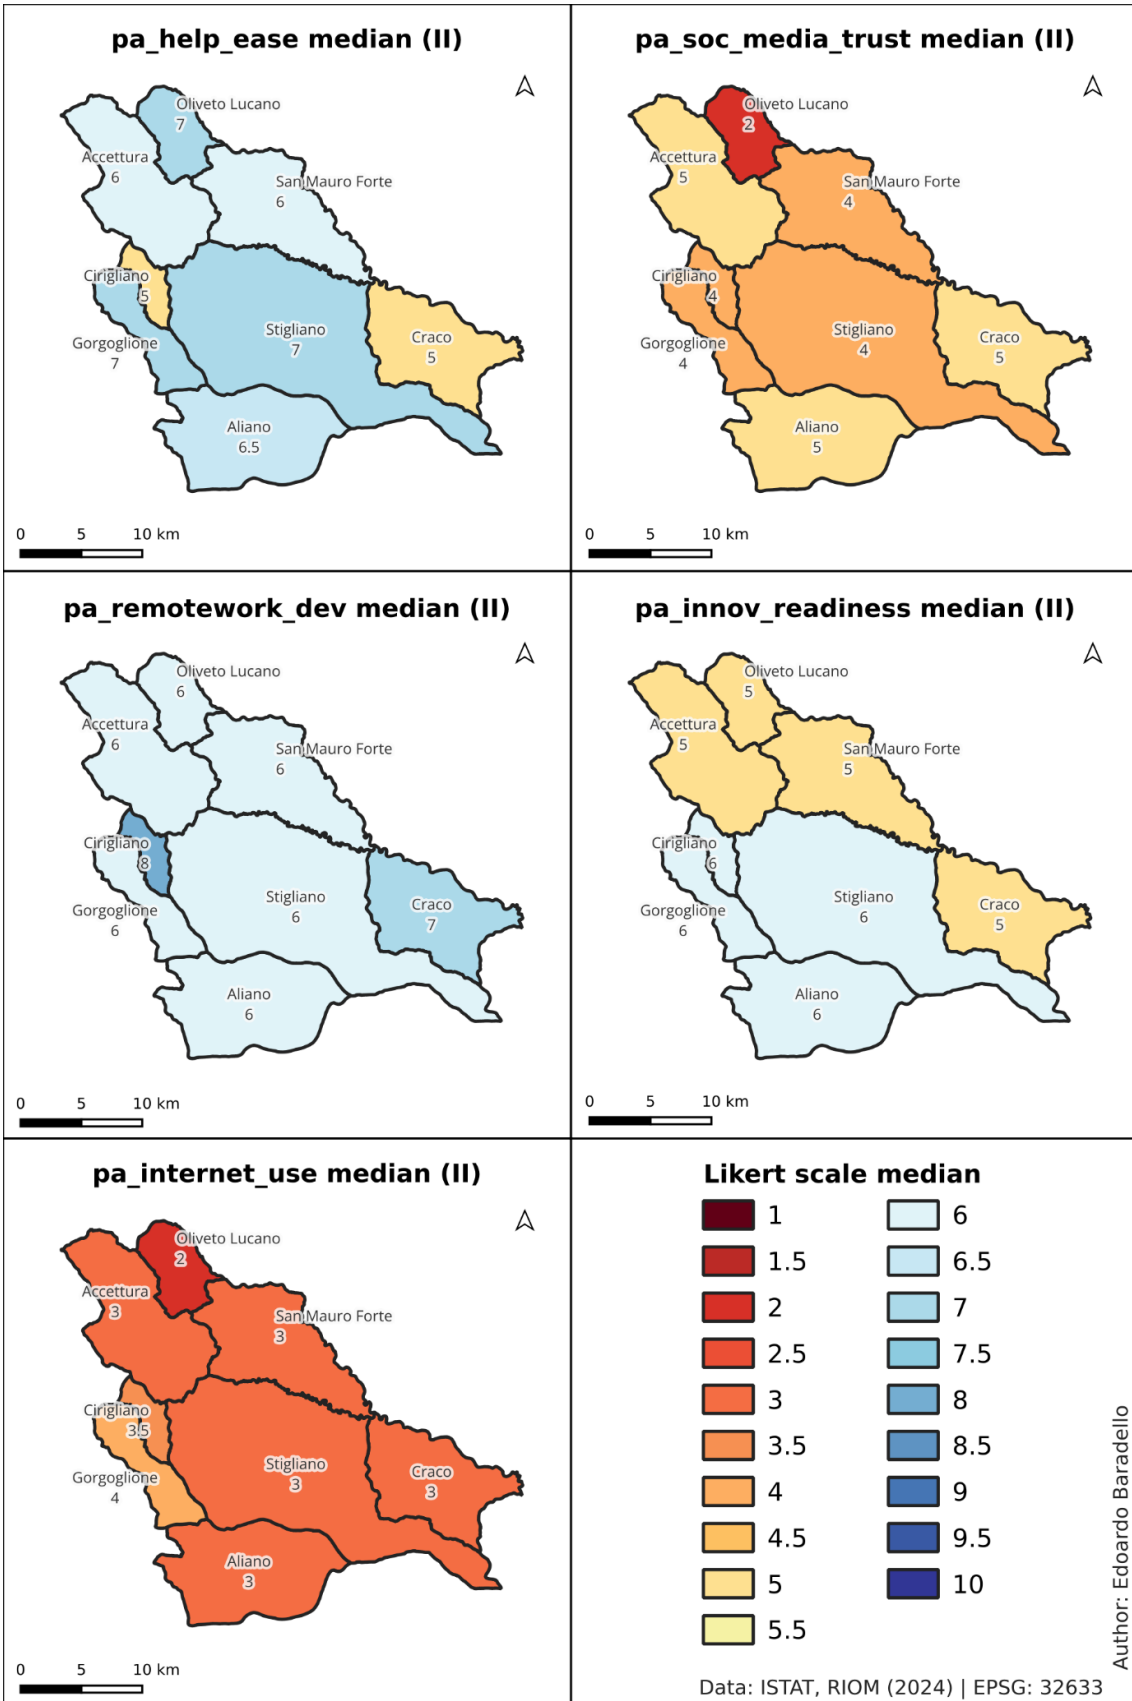 pa_help_ease median (II)
Oliveto Lucano
7
Accettura
6
San Mauro Forte
6
Cirigliano
5
Stigliano
7
Gorgoglione
7
Craco
5
Aliano
6.5
0 5 10 km
pa_soc_media_trust median (II)
Oliveto Lucano
2
Accettura
5
San Mauro Forte
4
Cirigliano
4
Stigliano
4
Gorgoglione
4
Craco
5
Aliano
5
0 5 10 km
pa_remotework_dev median (II)
Oliveto Lucano
6
Accettura
6
San Mauro Forte
6
Cirigliano
8
Stigliano
6
Gorgoglione
6
Craco
7
Aliano
6
0 5 10 km
pa_innov_readiness median (II)
Oliveto Lucano
5
Accettura
5
San Mauro Forte
5
Cirigliano
6
Stigliano
6
Gorgoglione
6
Craco
5
Aliano
6
0 5 10 km
pa_internet_use median (II)
Oliveto Lucano
2
Accettura
3
San Mauro Forte
3
Cirigliano
3.5
Stigliano
3
Gorgoglione
4
Craco
3
Aliano
3
0 5 10 km
Likert scale median
1
1.5
2
2.5
3
3.5
4
4.5
5
5.5
6
6.5
7
7.5
8
8.5
9
9.5
10
Author: Edoardo Baradello
Data: ISTAT, RIOM (2024) | EPSG: 32633